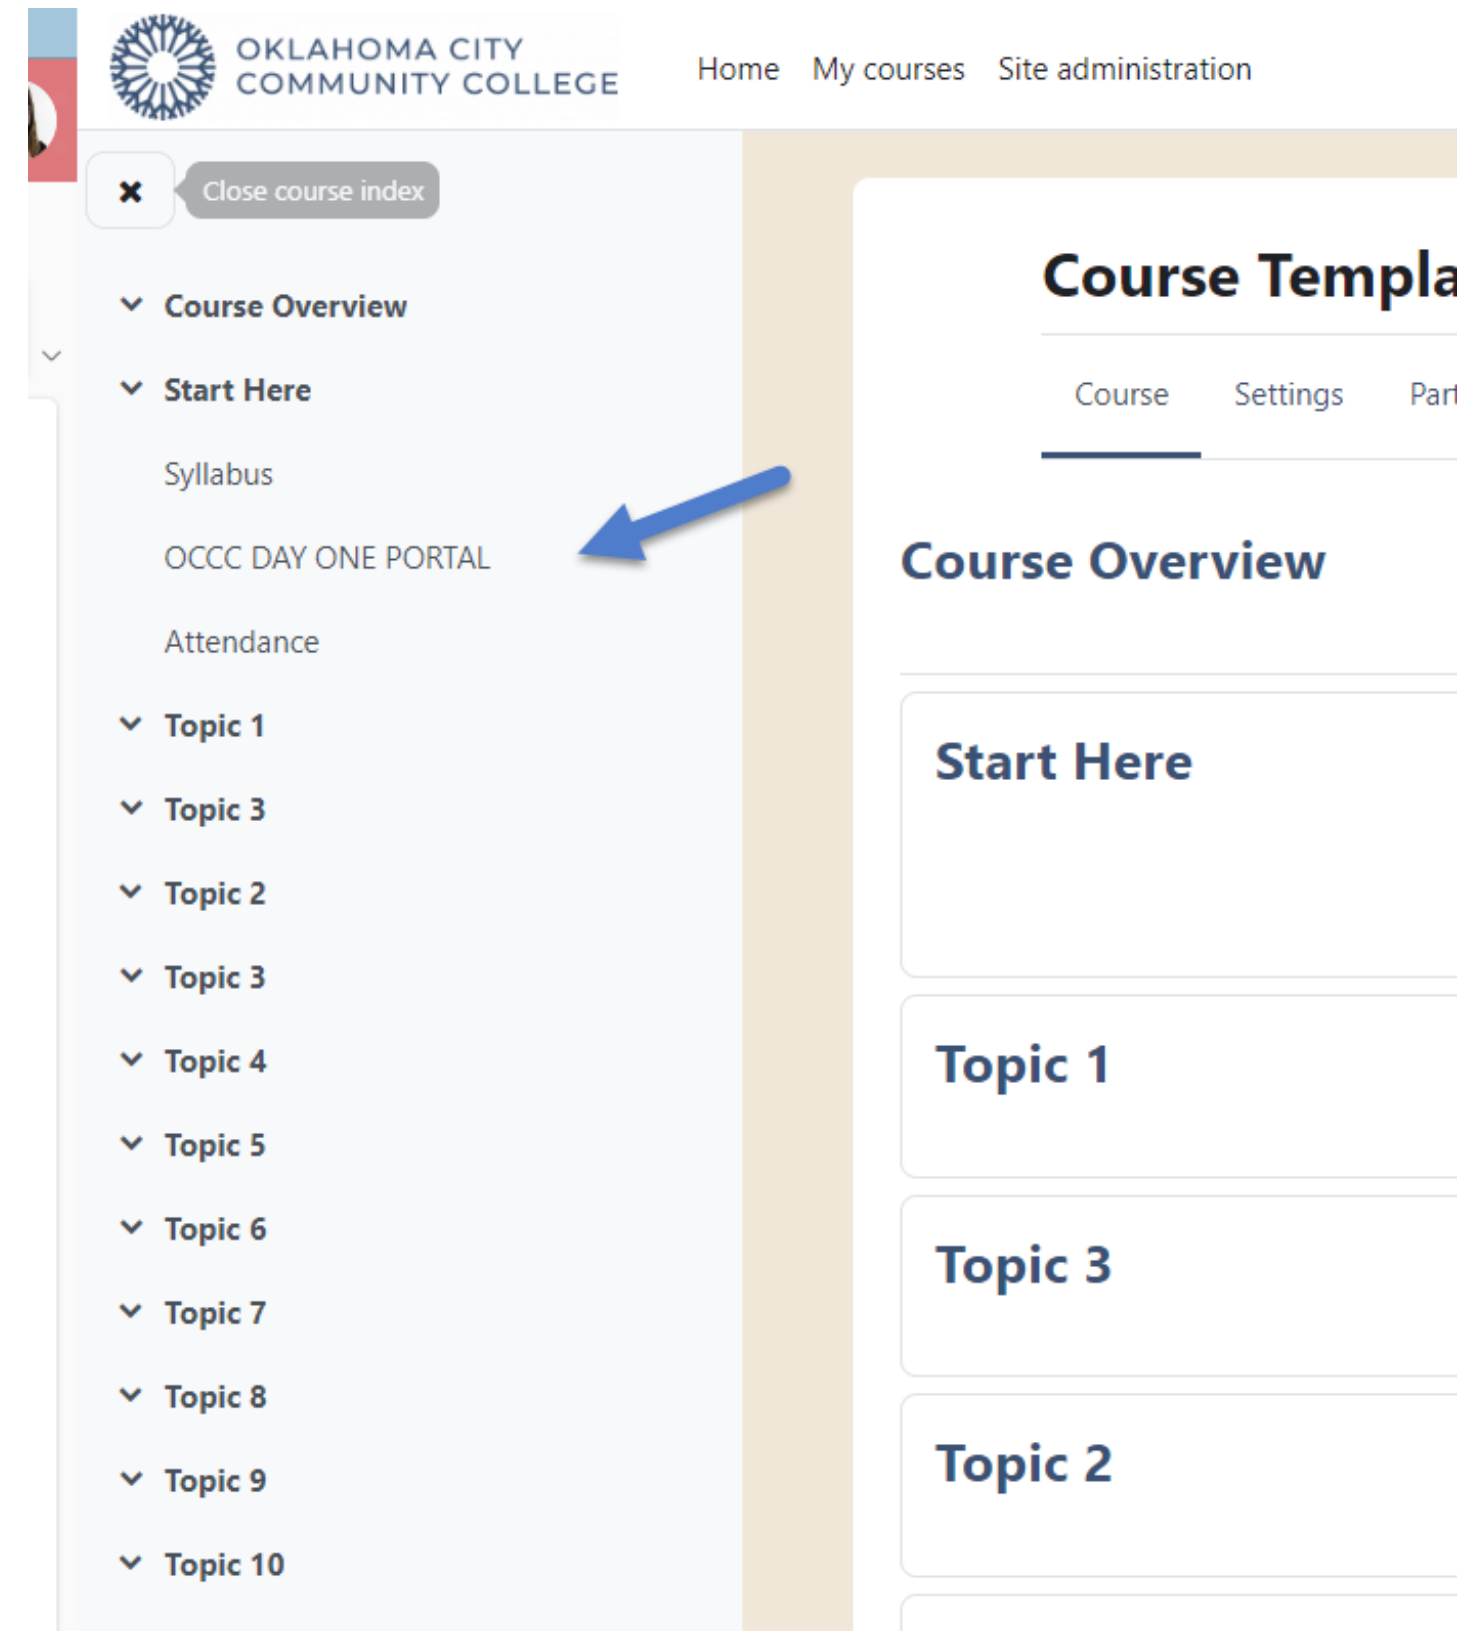 OKLAHOMA CITY
COMMUNITY COLLEGE
Home My courses Site administration
Close course index
Course Overview
Start Here
Syllabus
OCCC DAY ONE PORTAL
Attendance
Topic 1
Topic 3
Topic 2
Topic 3
Topic 4
Topic 5
Topic 6
Topic 7
Topic 8
Topic 9
Topic 10
Course Templa
Course Settings Part
Course Overview
Start Here
Topic 1
Topic 3
Topic 2